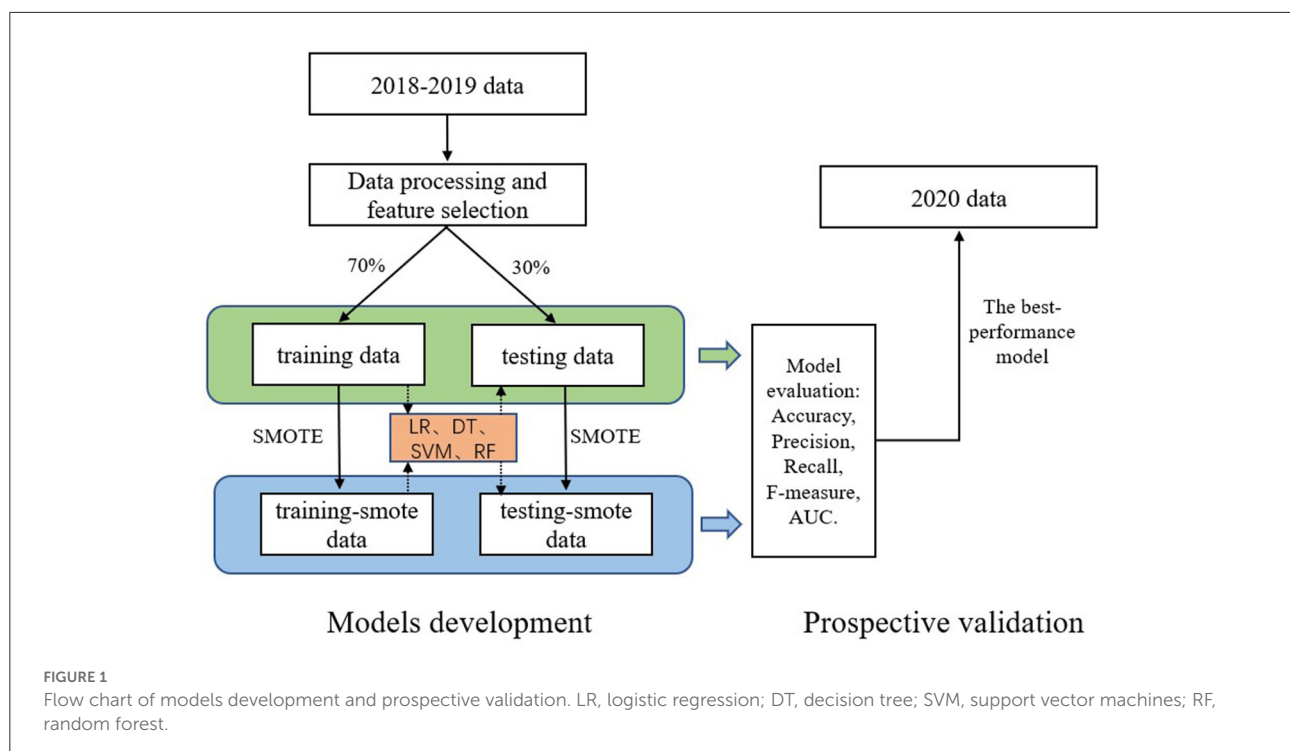 2018-2019 data
Data processing and
feature selection
70%
30%
training data
testing data
SMOTE
LR、DT、
SVM、RF
SMOTE
training-smote
data
testing-smote
data
Models development
2020 data
The best-
performance
model
Model
evaluation:
Accuracy,
Precision,
Recall,
F-measure,
AUC.
Prospective validation
FIGURE 1
Flow chart of models development and prospective validation. LR, logistic regression; DT, decision tree; SVM, support vector machines; RF,
random forest.